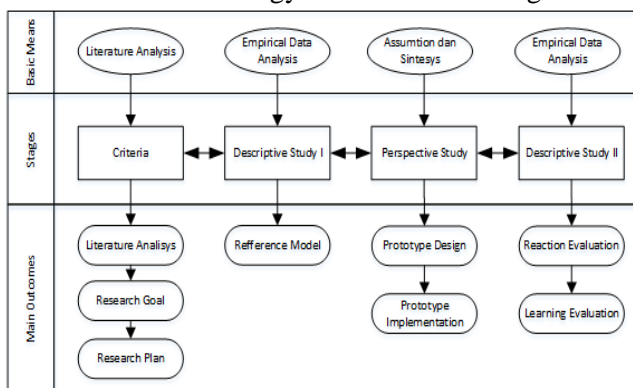 Basic Means
Literature Analysis
Empirical Data
Analysis
Assumtion dan
Sintesys
Empirical Data
Analysis
Stages
Criteria
Descriptive Study I
Perspective Study
Descriptive Study II
Main Outcomes
Literature Analisys
Refference Model
Prototype Design
Reaction Evaluation
Research Goal
Prototype
Implementation
Learning Evaluation
Research Plan